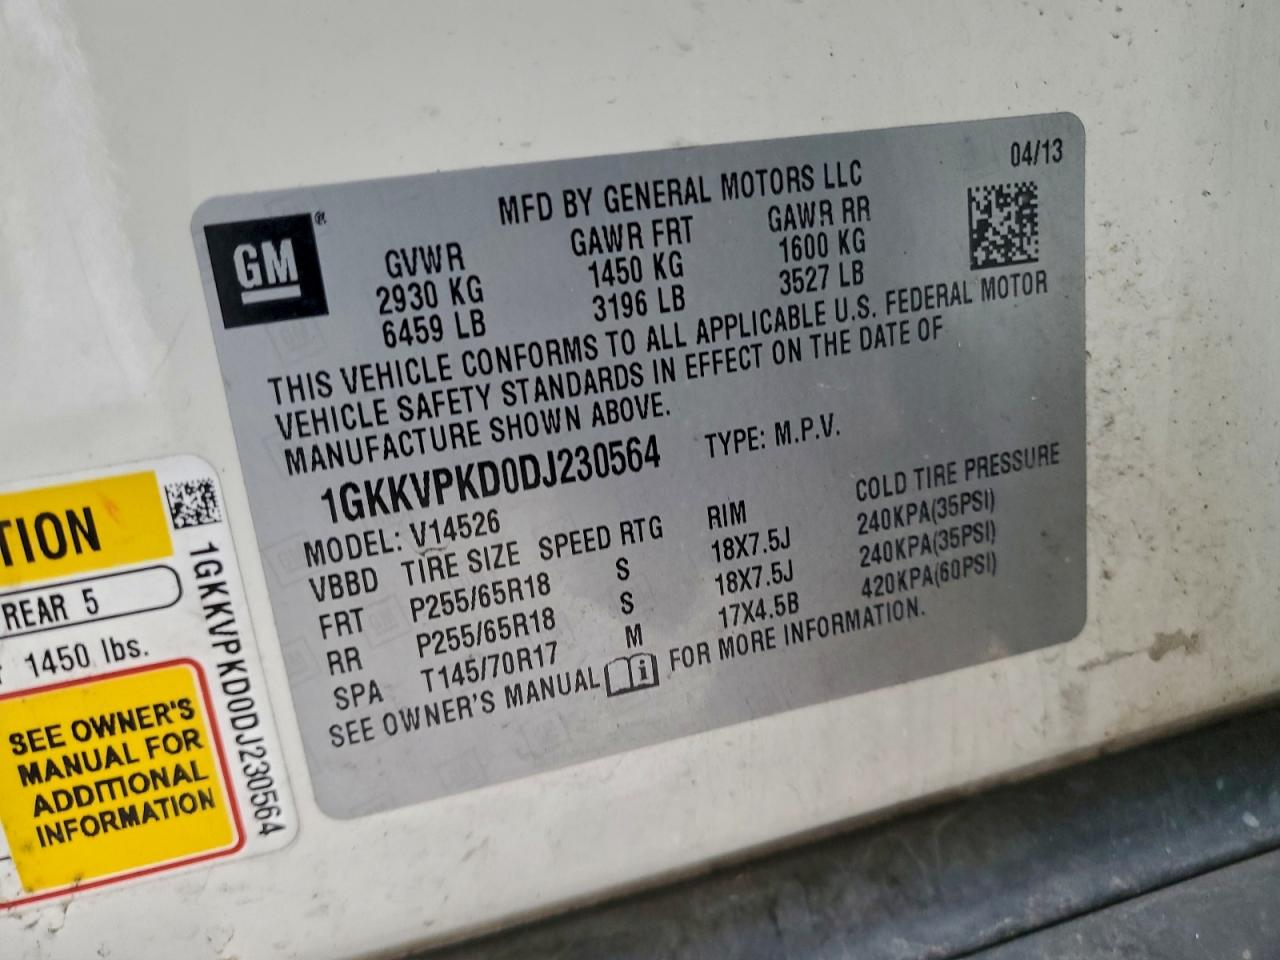 04/13
MFD BY GENERAL MOTORS LLC
GM®
GVWR GAWR FRT GAWR RR
2930 KG 1450 KG 1600 KG
6459 LB 3196 LB 3527 LB
THIS VEHICLE CONFORMS TO ALL APPLICABLE U.S. FEDERAL MOTOR
VEHICLE SAFETY STANDARDS IN EFFECT ON THE DATE OF
MANUFACTURE SHOWN ABOVE.
1GKKVPKD0DJ230564 TYPE: M.P.V.
MODEL: V14526
VBBD TIRE SIZE SPEED RTG RIM COLD TIRE PRESSURE
FRT P255/65R18 S 18X7.5J 240KPA(35PSI)
RR P255/65R18 S 18X7.5J 240KPA(35PSI)
SPA T145/70R17 M 17X4.5B 420KPA(60PSI)
SEE OWNER'S MANUAL i FOR MORE INFORMATION.
TION
REAR 5
1450 lbs.
SEE OWNER'S
MANUAL FOR
ADDITIONAL
INFORMATION
1GKKVPKD0DJ230564